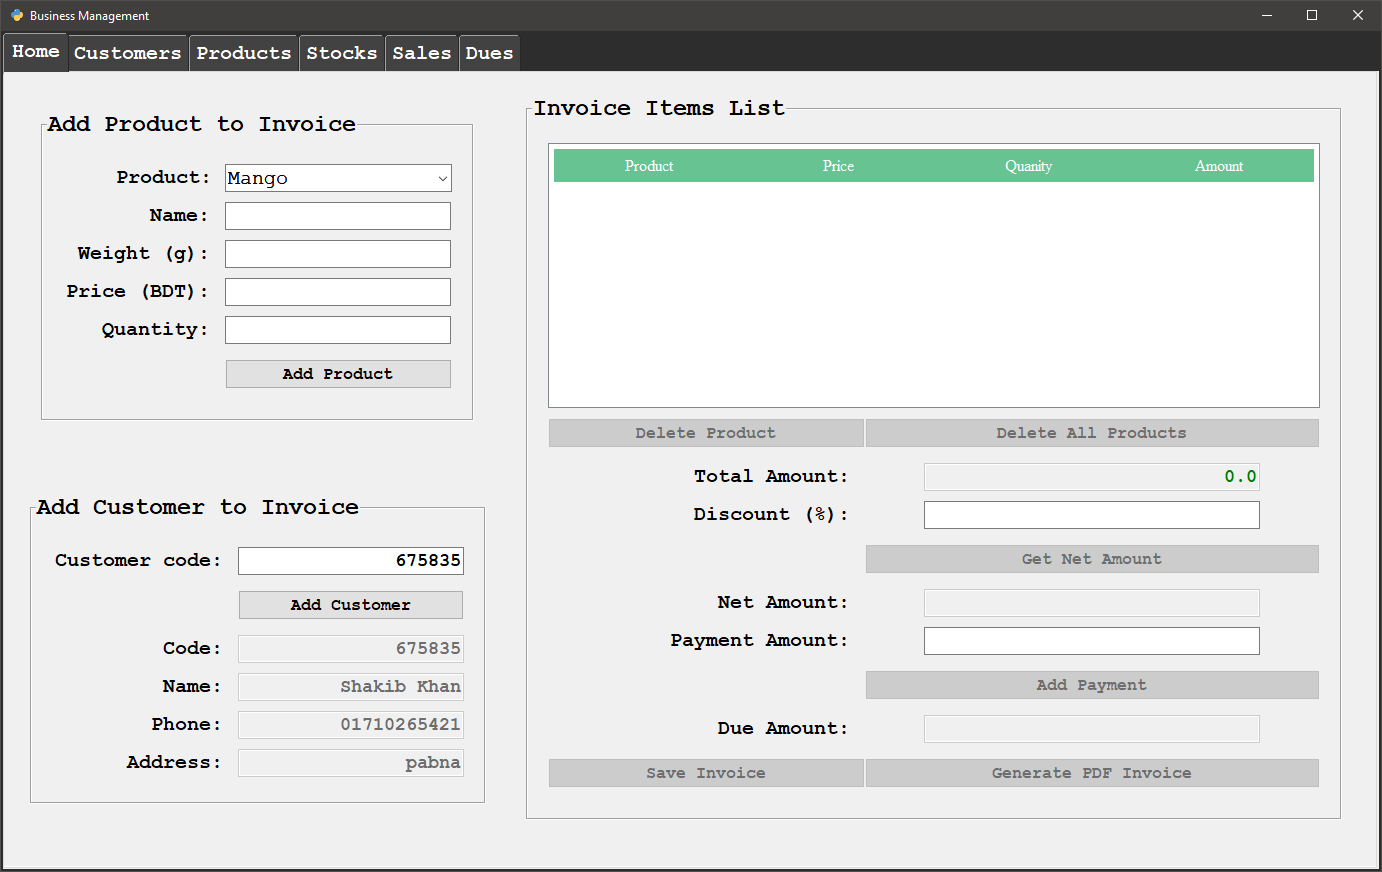 Business Management
Home Customers Products Stocks Sales Dues
Add Product to Invoice
Product: Mango
Name:
Weight (g):
Price (BDT):
Quantity:
Add Product
Add Customer to Invoice
Customer code: 675835
Add Customer
Code: 675835
Name: Shakib Khan
Phone: 01710265421
Address: pabna
Invoice Items List
Product Price Quanity Amount
Delete Product Delete All Products
Total Amount: 0.0
Discount (%):
Get Net Amount
Net Amount:
Payment Amount:
Add Payment
Due Amount:
Save Invoice Generate PDF Invoice